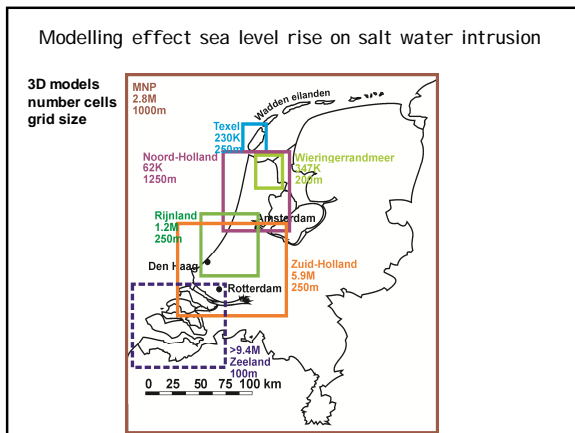 Modelling effect sea level rise on salt water intrusion
3D models
number cells
grid size
MNP
2.8M
1000m
Wadden eilanden
Texel
230K
250m
Noord-Holland
62K
1250m
Wieringerrandmeer
347K
200m
Rijnland
1.2M
250m
Amsterdam
Den Haag
Zuid-Holland
5.9M
250m
Rotterdam
>9.4M
Zeeland
100m
0 25 50 75 100 km